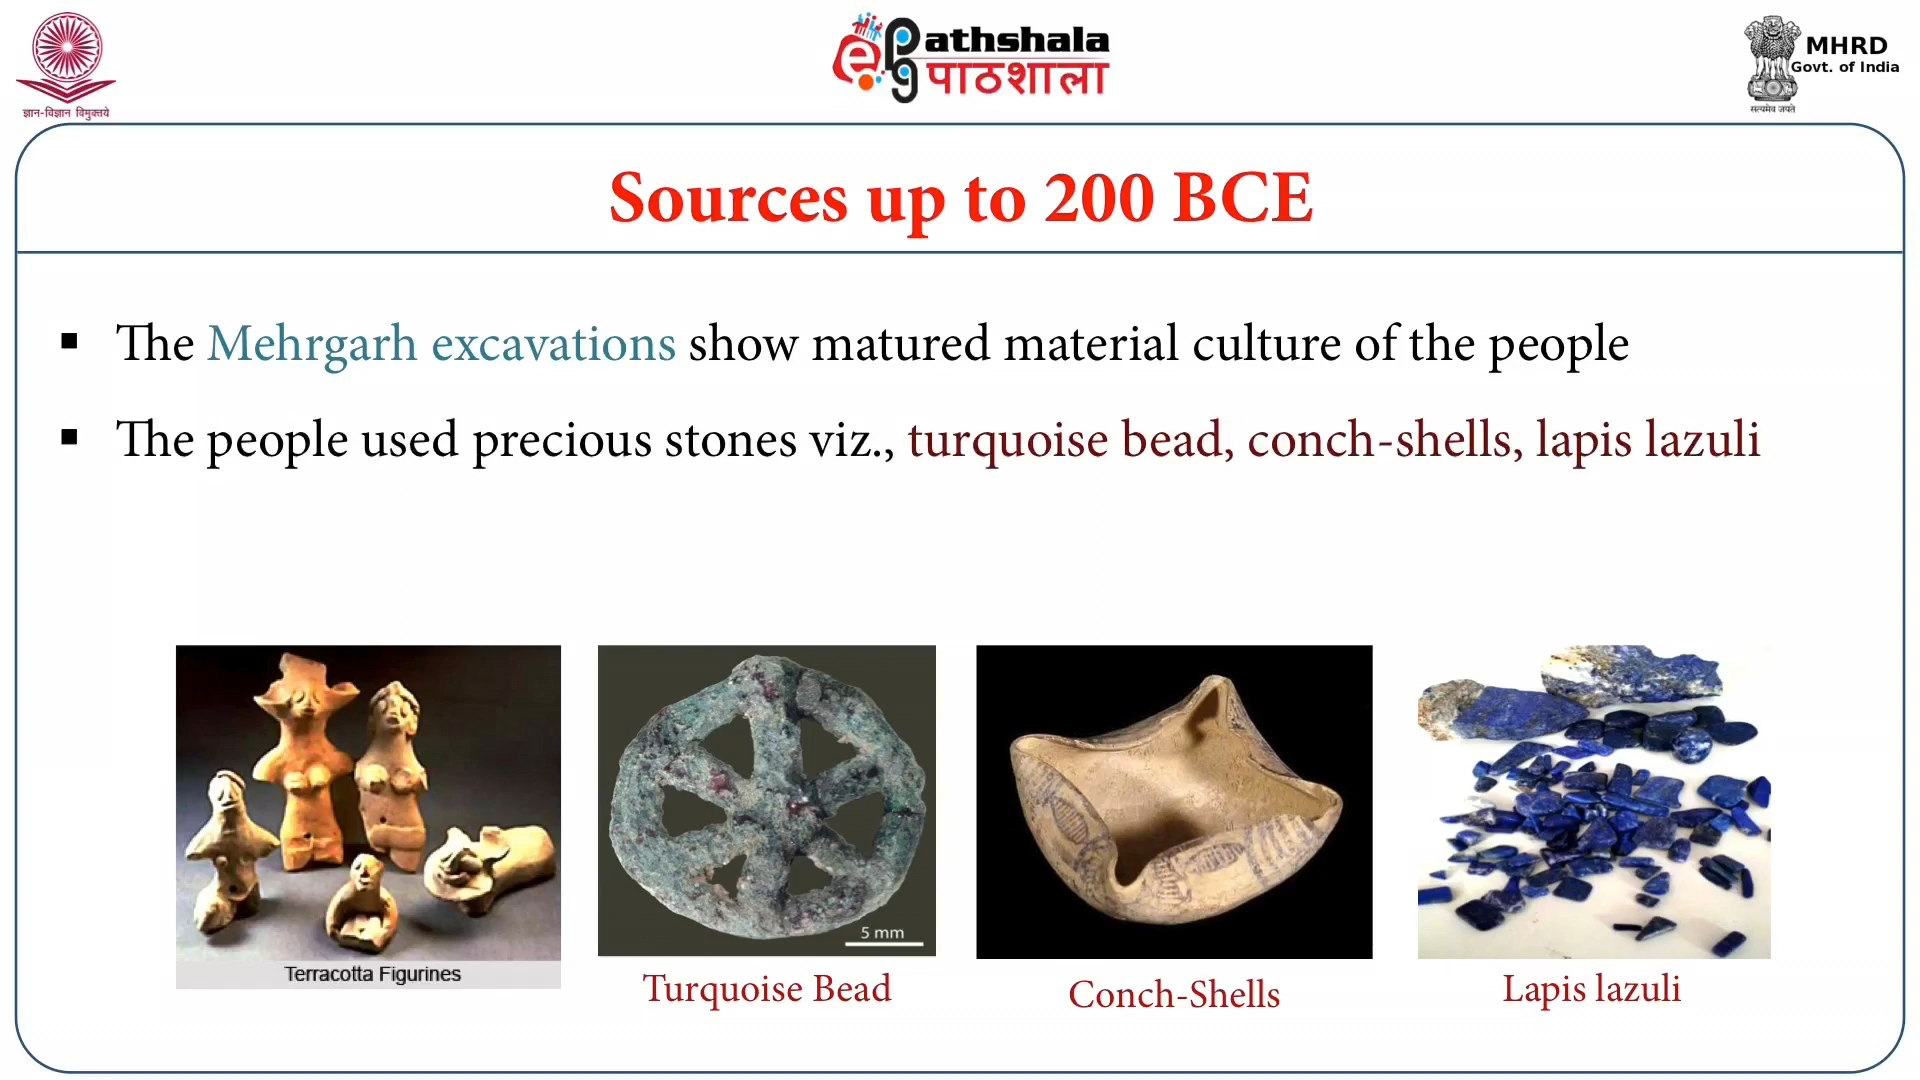 ज्ञान-विज्ञान विमुक्तये
ePG Pathshala
पाठशाला
MHRD
Govt. of India
सत्यमेव जयते
Sources up to 200 BCE
▪ The Mehrgarh excavations show matured material culture of the people
▪ The people used precious stones viz., turquoise bead, conch-shells, lapis lazuli
5 mm
Terracotta Figurines
Turquoise Bead
Conch-Shells
Lapis lazuli